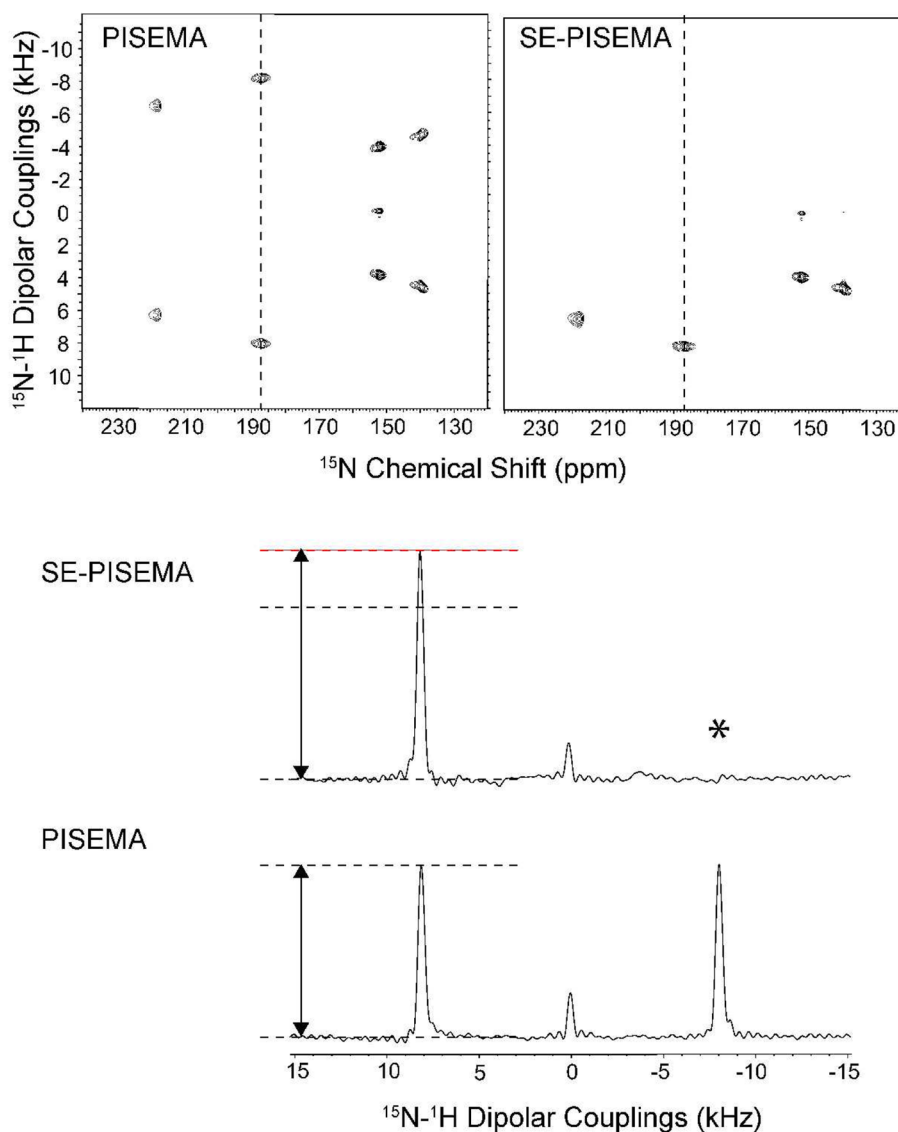 PISEMA
SE-PISEMA
¹⁵N-¹H Dipolar Couplings (kHz)
-10
-8
-6
-4
-2
0
2
4
6
8
10
230 210 190 170 150 130
230 210 190 170 150 130
¹⁵N Chemical Shift (ppm)
SE-PISEMA
*
PISEMA
15 10 5 0 -5 -10 -15
¹⁵N-¹H Dipolar Couplings (kHz)